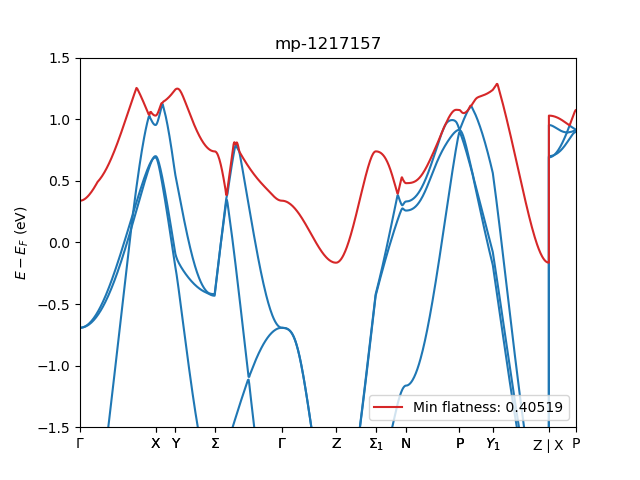 mp-1217157
1.5
1.0
0.5
0.0
−0.5
−1.0
−1.5
E − E_F (eV)
Min flatness: 0.40519
Γ X Y Σ Γ Z Σ₁ N P Y₁ Z | X P